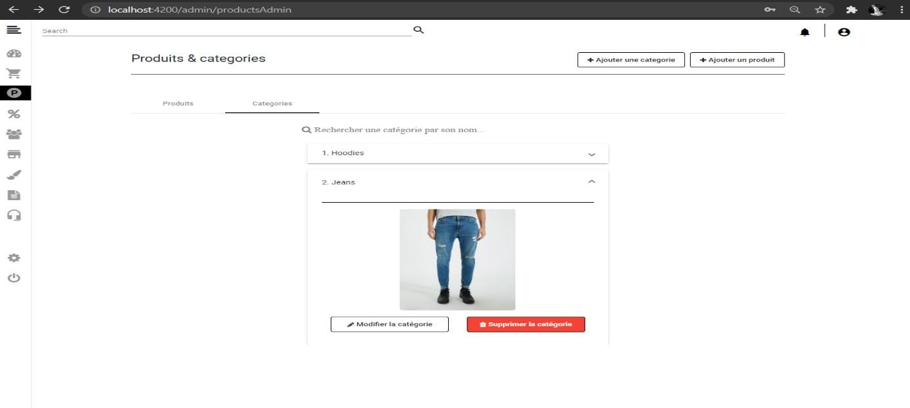 localhost:4200/admin/productsAdmin
Search
Produits & categories
+ Ajouter une categorie
+ Ajouter un produit
Produits
Categories
Rechercher une catégorie par son nom...
1. Hoodies
2. Jeans
Modifier la catégorie
Supprimer la catégorie